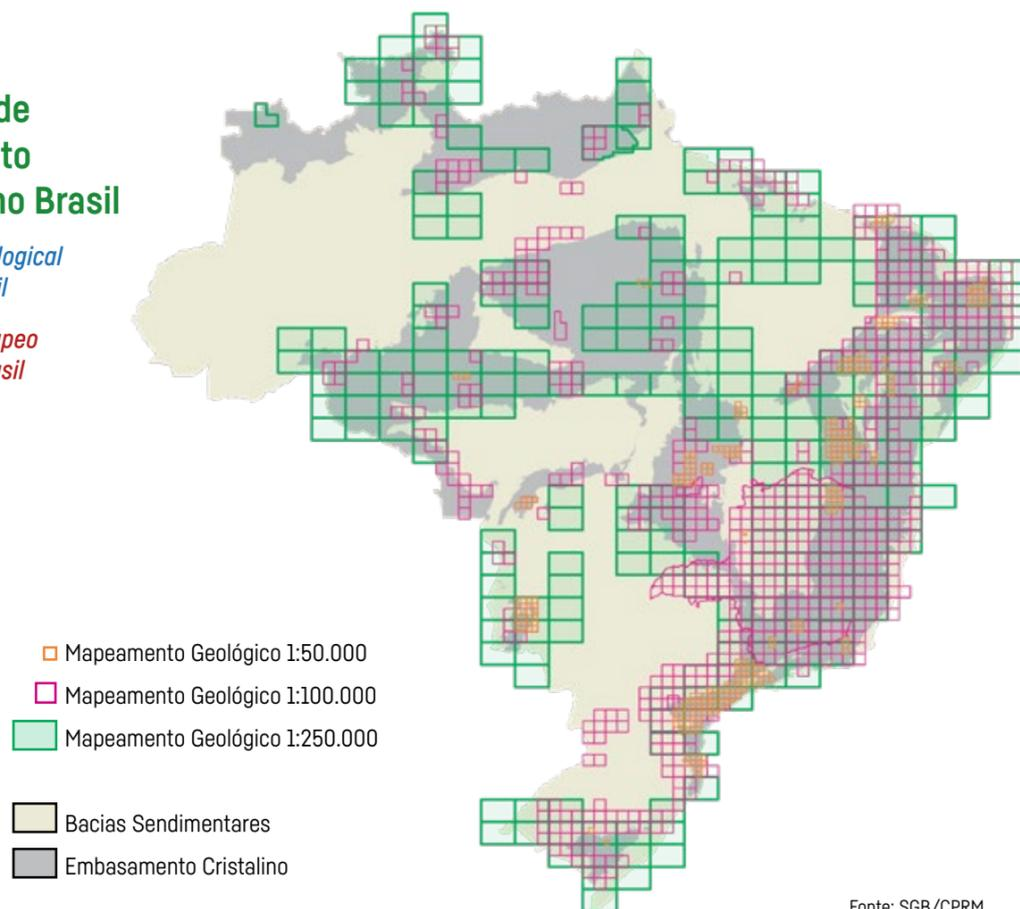 de
to
no Brasil
logical
il
peo
sil
Mapeamento Geológico 1:50.000
Mapeamento Geológico 1:100.000
Mapeamento Geológico 1:250.000
Bacias Sendimentares
Embasamento Cristalino
Fonte: SGB/CPRM